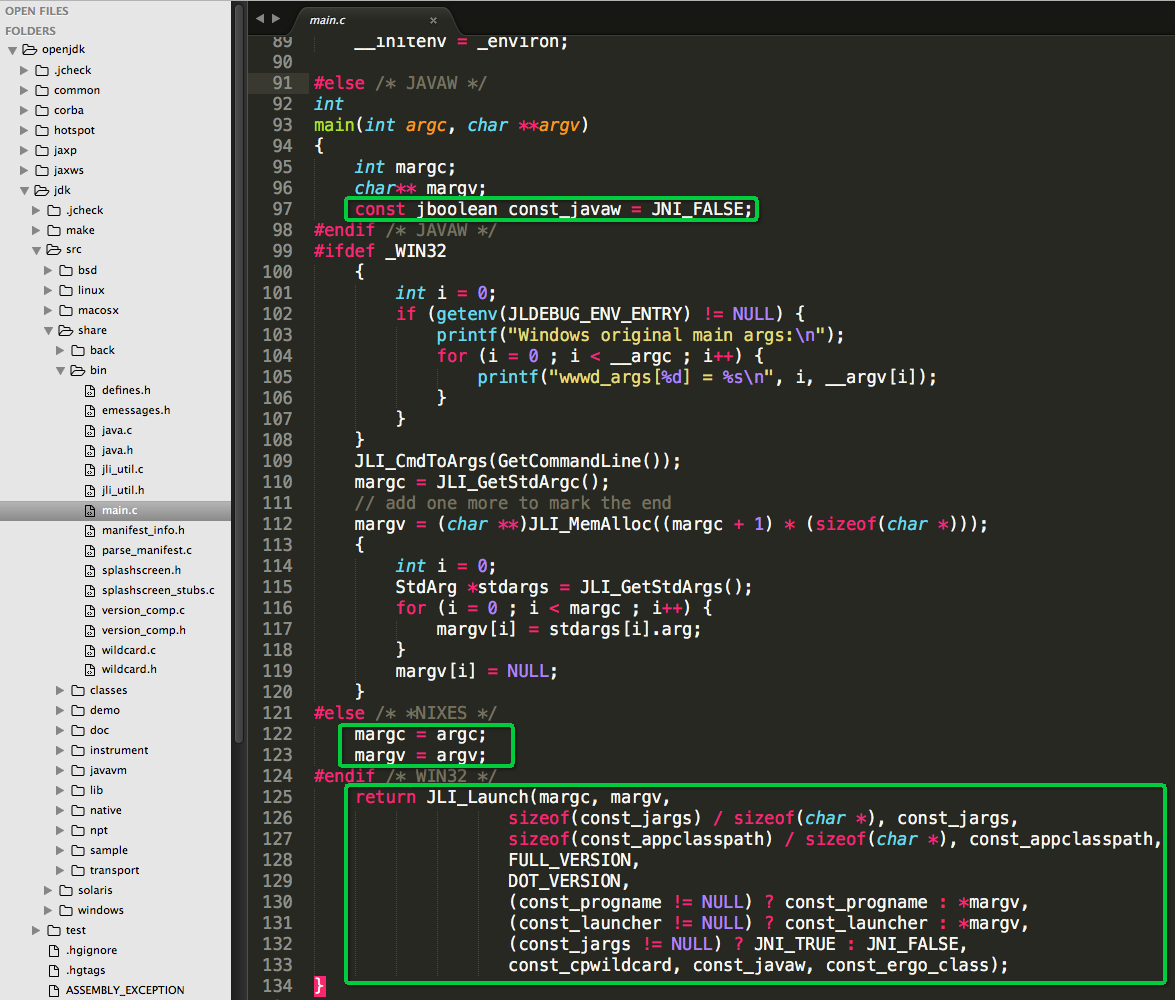 OPEN FILES
FOLDERS
openjdk
.jcheck
common
corba
hotspot
jaxp
jaxws
jdk
.jcheck
make
src
bsd
linux
macosx
share
back
bin
defines.h
emessages.h
java.c
java.h
jli_util.c
jli_util.h
main.c
manifest_info.h
parse_manifest.c
splashscreen.h
splashscreen_stubs.c
version_comp.c
version_comp.h
wildcard.c
wildcard.h
classes
demo
doc
instrument
javavm
lib
native
npt
sample
transport
solaris
windows
test
.hgignore
.hgtags
ASSEMBLY_EXCEPTION
main.c ×
89     __initenv = _environ;
90
91 #else /* JAVAW */
92 int
93 main(int argc, char **argv)
94 {
95     int margc;
96     char** margv;
97     const jboolean const_javaw = JNI_FALSE;
98 #endif /* JAVAW */
99 #ifdef _WIN32
100     {
101         int i = 0;
102         if (getenv(JLDEBUG_ENV_ENTRY) != NULL) {
103             printf("Windows original main args:\n");
104             for (i = 0 ; i < __argc ; i++) {
105                 printf("wwwd_args[%d] = %s\n", i, __argv[i]);
106             }
107         }
108     }
109     JLI_CmdToArgs(GetCommandLine());
110     margc = JLI_GetStdArgc();
111     // add one more to mark the end
112     margv = (char **)JLI_MemAlloc((margc + 1) * (sizeof(char *)));
113     {
114         int i = 0;
115         StdArg *stdargs = JLI_GetStdArgs();
116         for (i = 0 ; i < margc ; i++) {
117             margv[i] = stdargs[i].arg;
118         }
119         margv[i] = NULL;
120     }
121 #else /* *NIXES */
122     margc = argc;
123     margv = argv;
124 #endif /* WIN32 */
125     return JLI_Launch(margc, margv,
126                    sizeof(const_jargs) / sizeof(char *), const_jargs,
127                    sizeof(const_appclasspath) / sizeof(char *), const_appclasspath,
128                    FULL_VERSION,
129                    DOT_VERSION,
130                    (const_progname != NULL) ? const_progname : *margv,
131                    (const_launcher != NULL) ? const_launcher : *margv,
132                    (const_jargs != NULL) ? JNI_TRUE : JNI_FALSE,
133                    const_cpwildcard, const_javaw, const_ergo_class);
134 }